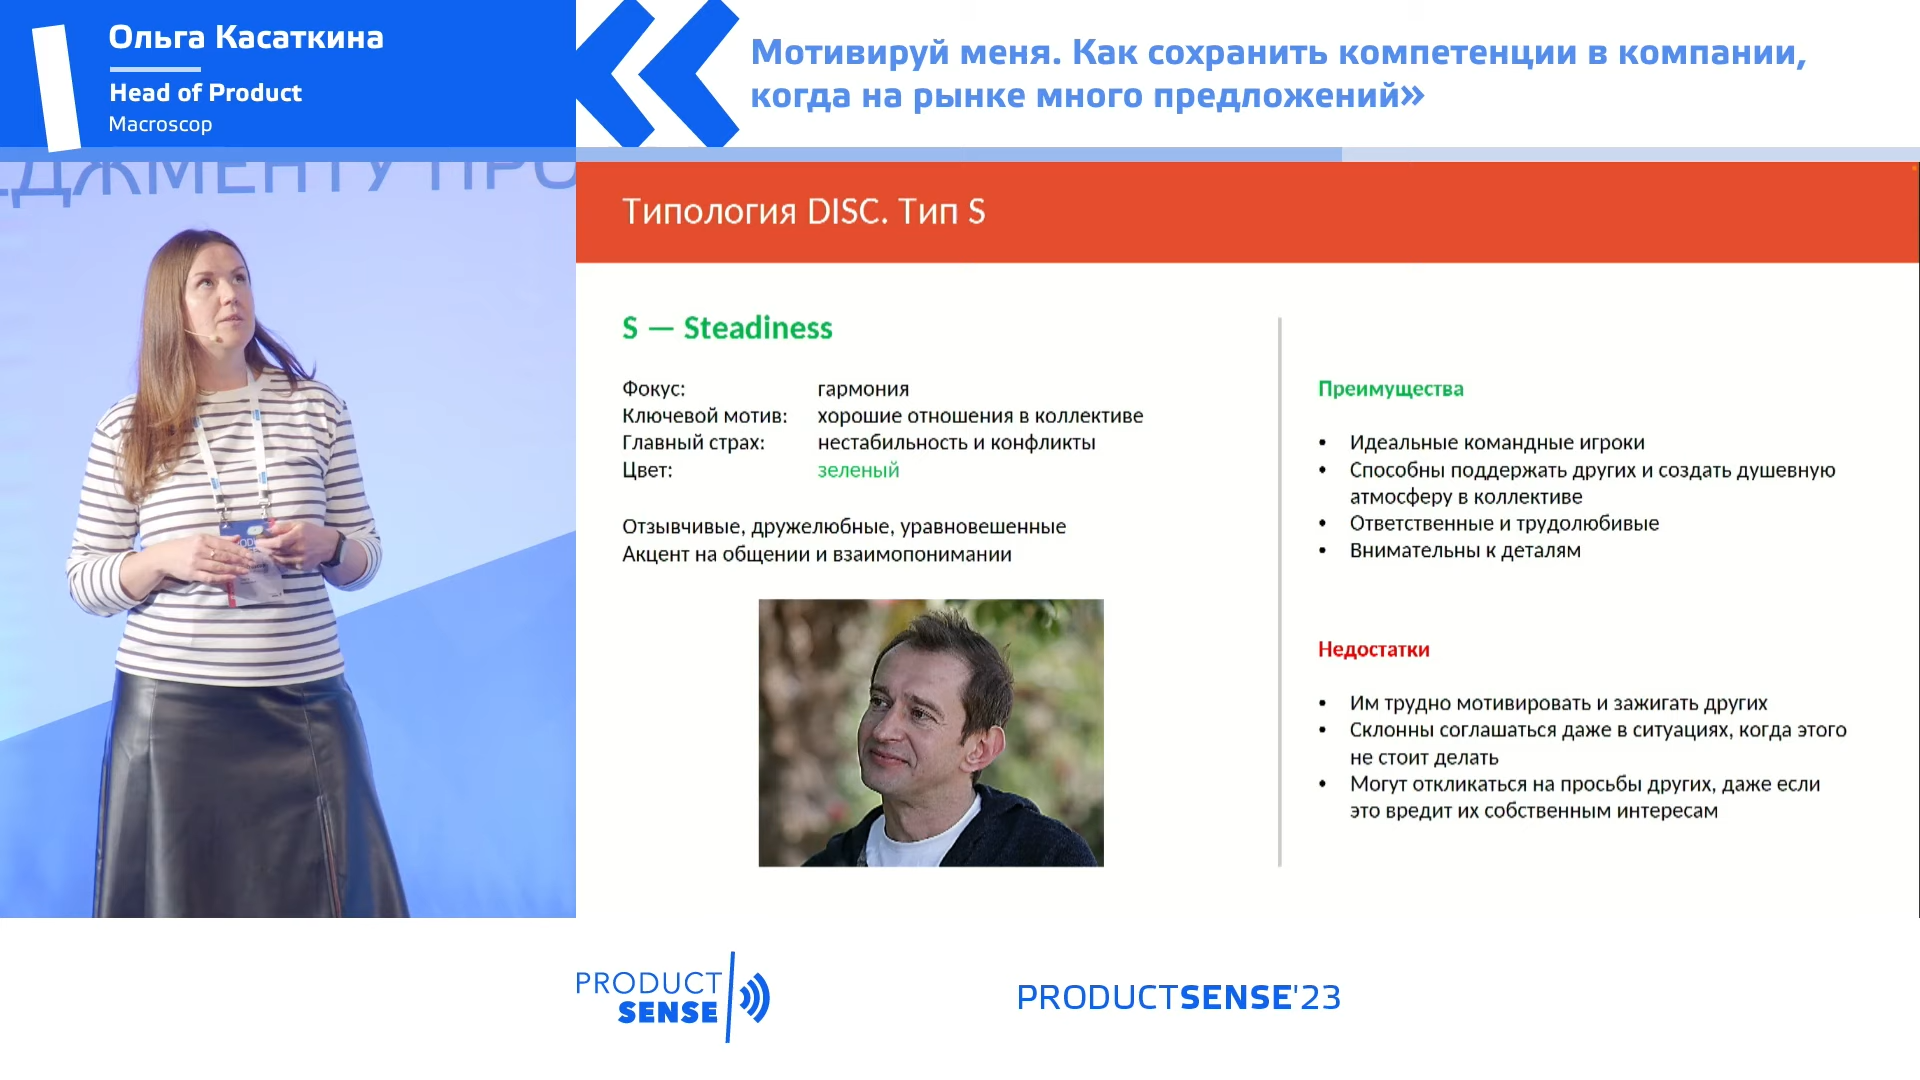 Ольга Касаткина
Head of Product
Macroscop
Мотивируй меня. Как сохранить компетенции в компании,
когда на рынке много предложений»
Типология DISC. Тип S
S — Steadiness
Фокус: гармония
Ключевой мотив: хорошие отношения в коллективе
Главный страх: нестабильность и конфликты
Цвет: зеленый
Отзывчивые, дружелюбные, уравновешенные
Акцент на общении и взаимопонимании
Преимущества
• Идеальные командные игроки
• Способны поддержать других и создать душевную
атмосферу в коллективе
• Ответственные и трудолюбивые
• Внимательны к деталям
Недостатки
• Им трудно мотивировать и зажигать других
• Склонны соглашаться даже в ситуациях, когда этого
не стоит делать
• Могут откликаться на просьбы других, даже если
это вредит их собственным интересам
PRODUCT
SENSE
PRODUCTSENSE'23